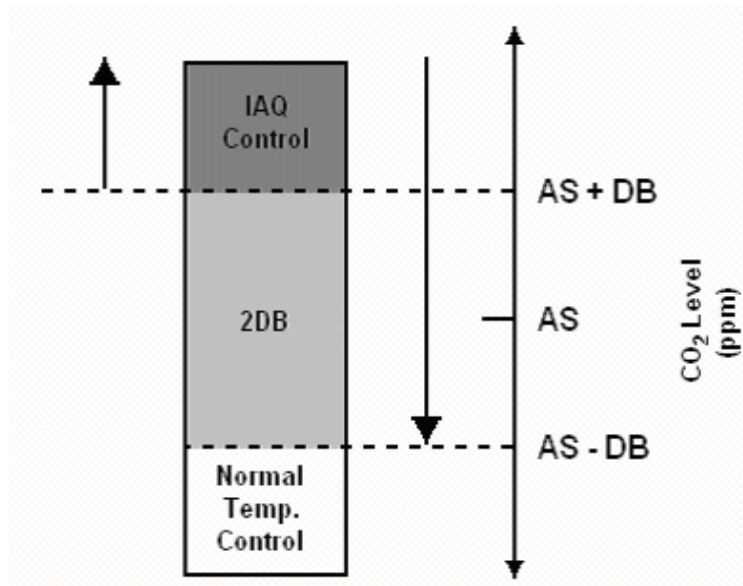 IAQ
Control
AS + DB
2DB
AS
CO₂ Level
(ppm)
AS - DB
Normal
Temp.
Control